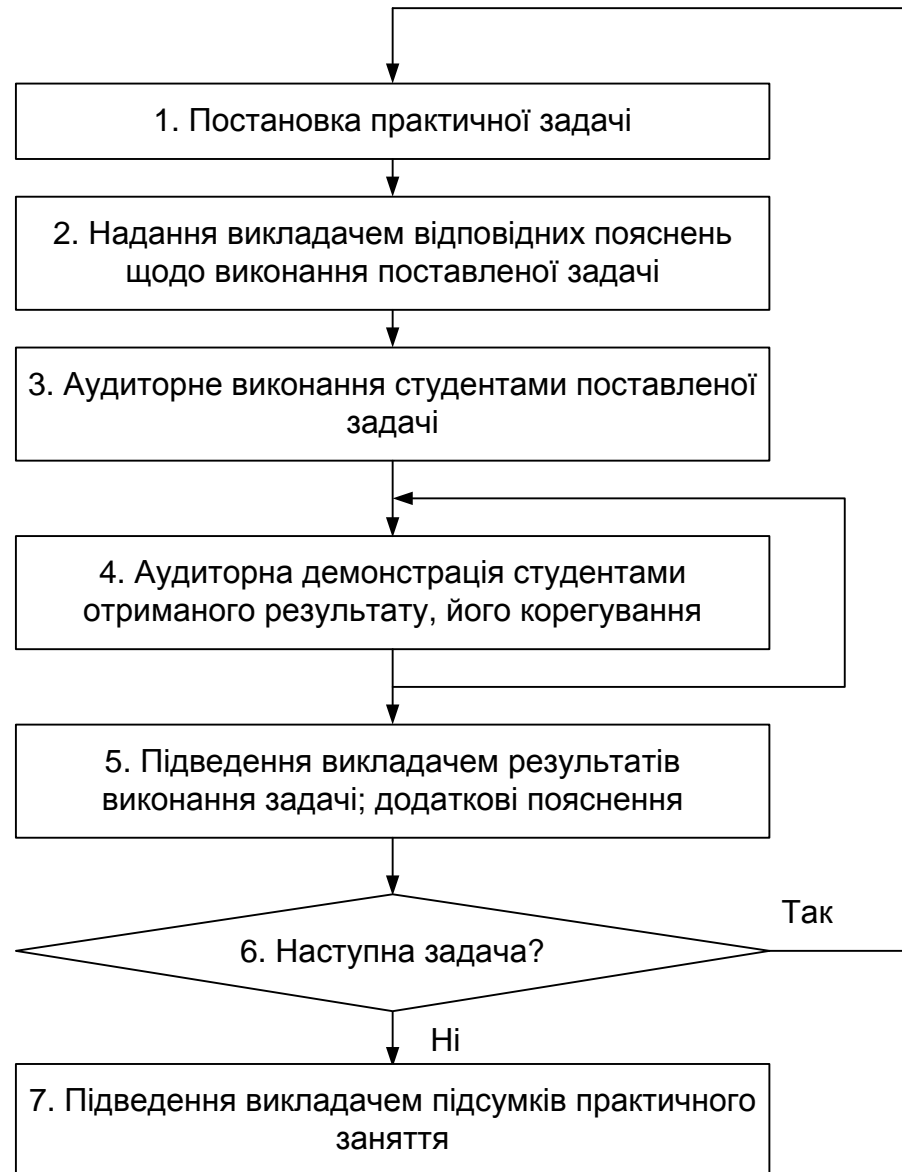 1. Постановка практичної задачі
2. Надання викладачем відповідних пояснень
щодо виконання поставленої задачі
3. Аудиторне виконання студентами поставленої
задачі
4. Аудиторна демонстрація студентами
отриманого результату, його корегування
5. Підведення викладачем результатів
виконання задачі; додаткові пояснення
Так
6. Наступна задача?
Ні
7. Підведення викладачем підсумків практичного
заняття